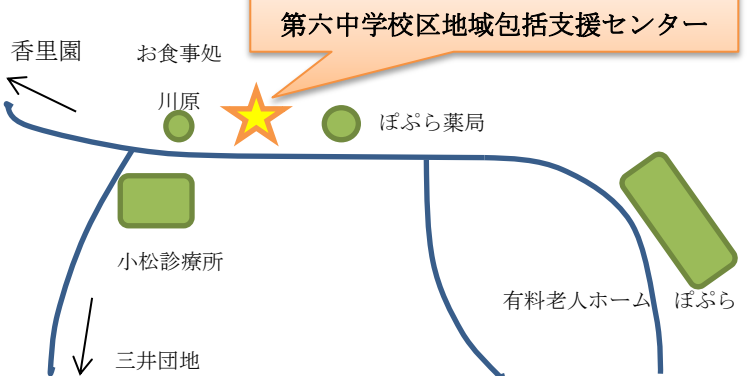 第六中学校区地域包括支援センター
香里園
お食事処
川原
ぽぷら薬局
小松診療所
有料老人ホーム　ぽぷら
三井団地